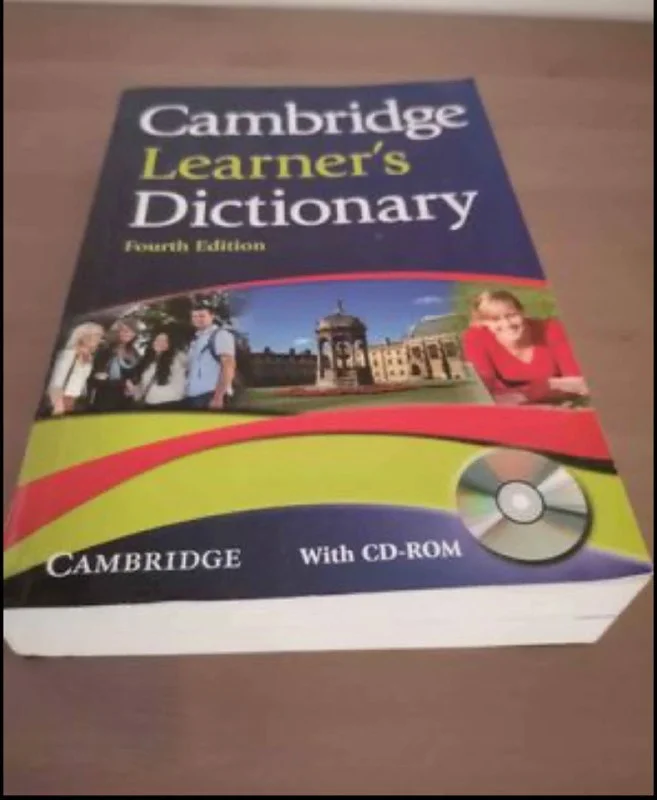 Cambridge
Learner's
Dictionary
Fourth Edition
CAMBRIDGE
With CD-ROM